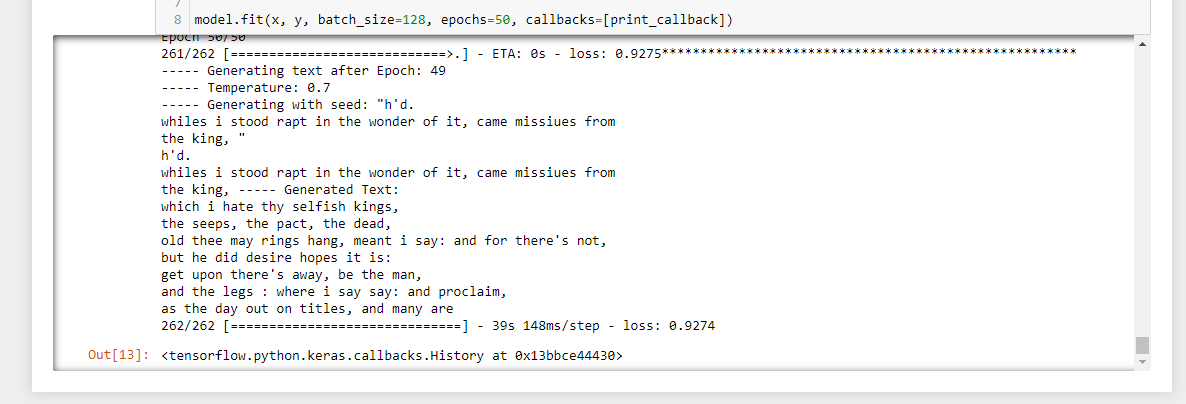 7
8 model.fit(x, y, batch_size=128, epochs=50, callbacks=[print_callback])
Epoch 50/50
261/262 [============================>.] - ETA: 0s - loss: 0.9275******************************************************
----- Generating text after Epoch: 49
----- Temperature: 0.7
----- Generating with seed: "h'd.
whiles i stood rapt in the wonder of it, came missiues from
the king, "
h'd.
whiles i stood rapt in the wonder of it, came missiues from
the king, ----- Generated Text:
which i hate thy selfish kings,
the seeps, the pact, the dead,
old thee may rings hang, meant i say: and for there's not,
but he did desire hopes it is:
get upon there's away, be the man,
and the legs : where i say say: and proclaim,
as the day out on titles, and many are
262/262 [==============================] - 39s 148ms/step - loss: 0.9274
Out[13]: <tensorflow.python.keras.callbacks.History at 0x13bbce44430>